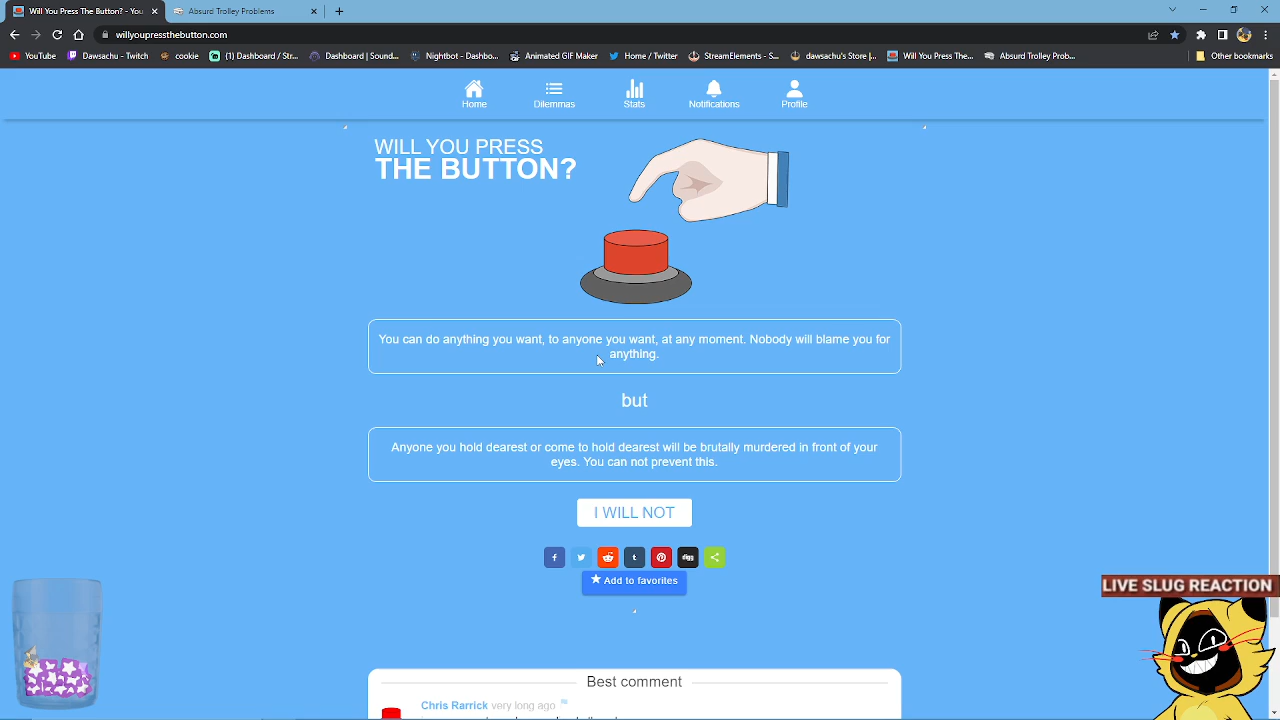 Will You Press The Button? - You
Absurd Trolley Problems
willyoupressthebutton.com
YouTube
Dawsachu - Twitch
cookie
Dashboard / Str...
Dashboard | Sound...
Nightbot - Dashbo...
Animated GIF Maker
Home / Twitter
StreamElements - S...
dawsachu's Store |...
Will You Press The...
Absurd Trolley Prob...
Other bookmarks
Home
Dilemmas
Stats
Notifications
Profile
WILL YOU PRESS
THE BUTTON?
You can do anything you want, to anyone you want, at any moment. Nobody will blame you for
anything.
but
Anyone you hold dearest or come to hold dearest will be brutally murdered in front of your
eyes. You can not prevent this.
I WILL NOT
f
t
digg
Add to favorites
LIVE SLUG REACTION
Best comment
Chris Rarrick very long ago